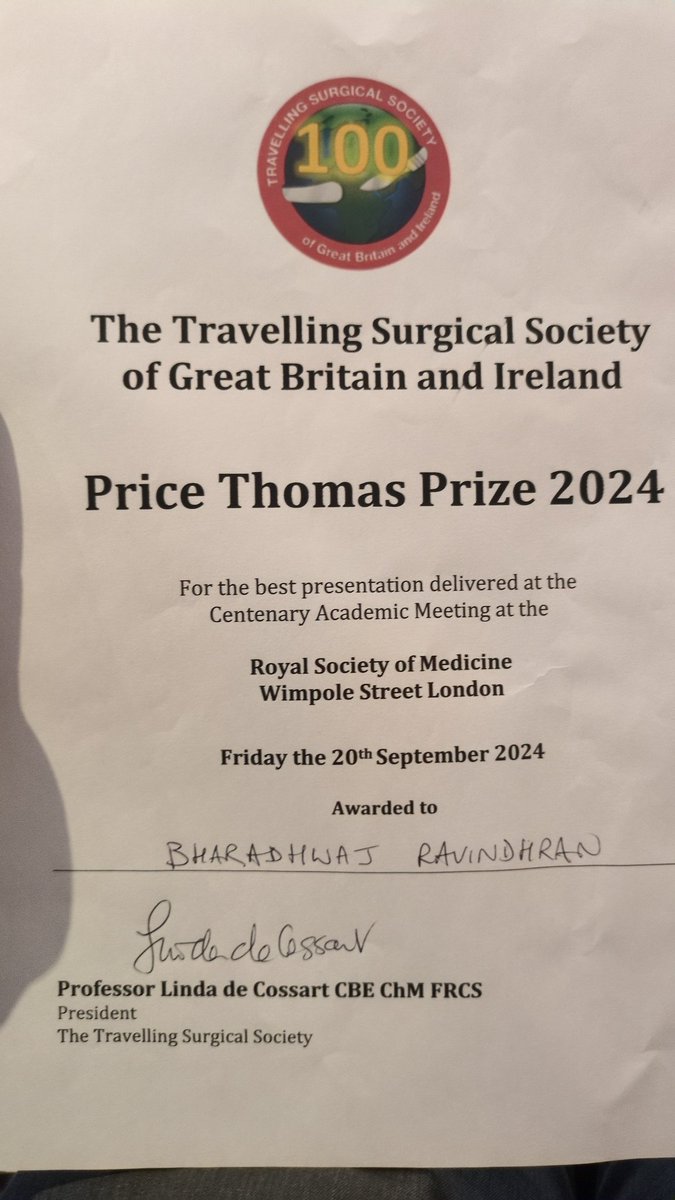 TRAVELLING SURGICAL SOCIETY
100
of Great Britain and Ireland
The Travelling Surgical Society
of Great Britain and Ireland
Price Thomas Prize 2024
For the best presentation delivered at the
Centenary Academic Meeting at the
Royal Society of Medicine
Wimpole Street London
Friday the 20th September 2024
Awarded to
BHARADHWAJ RAVINDHRAN
Linda de Cossart
Professor Linda de Cossart CBE ChM FRCS
President
The Travelling Surgical Society